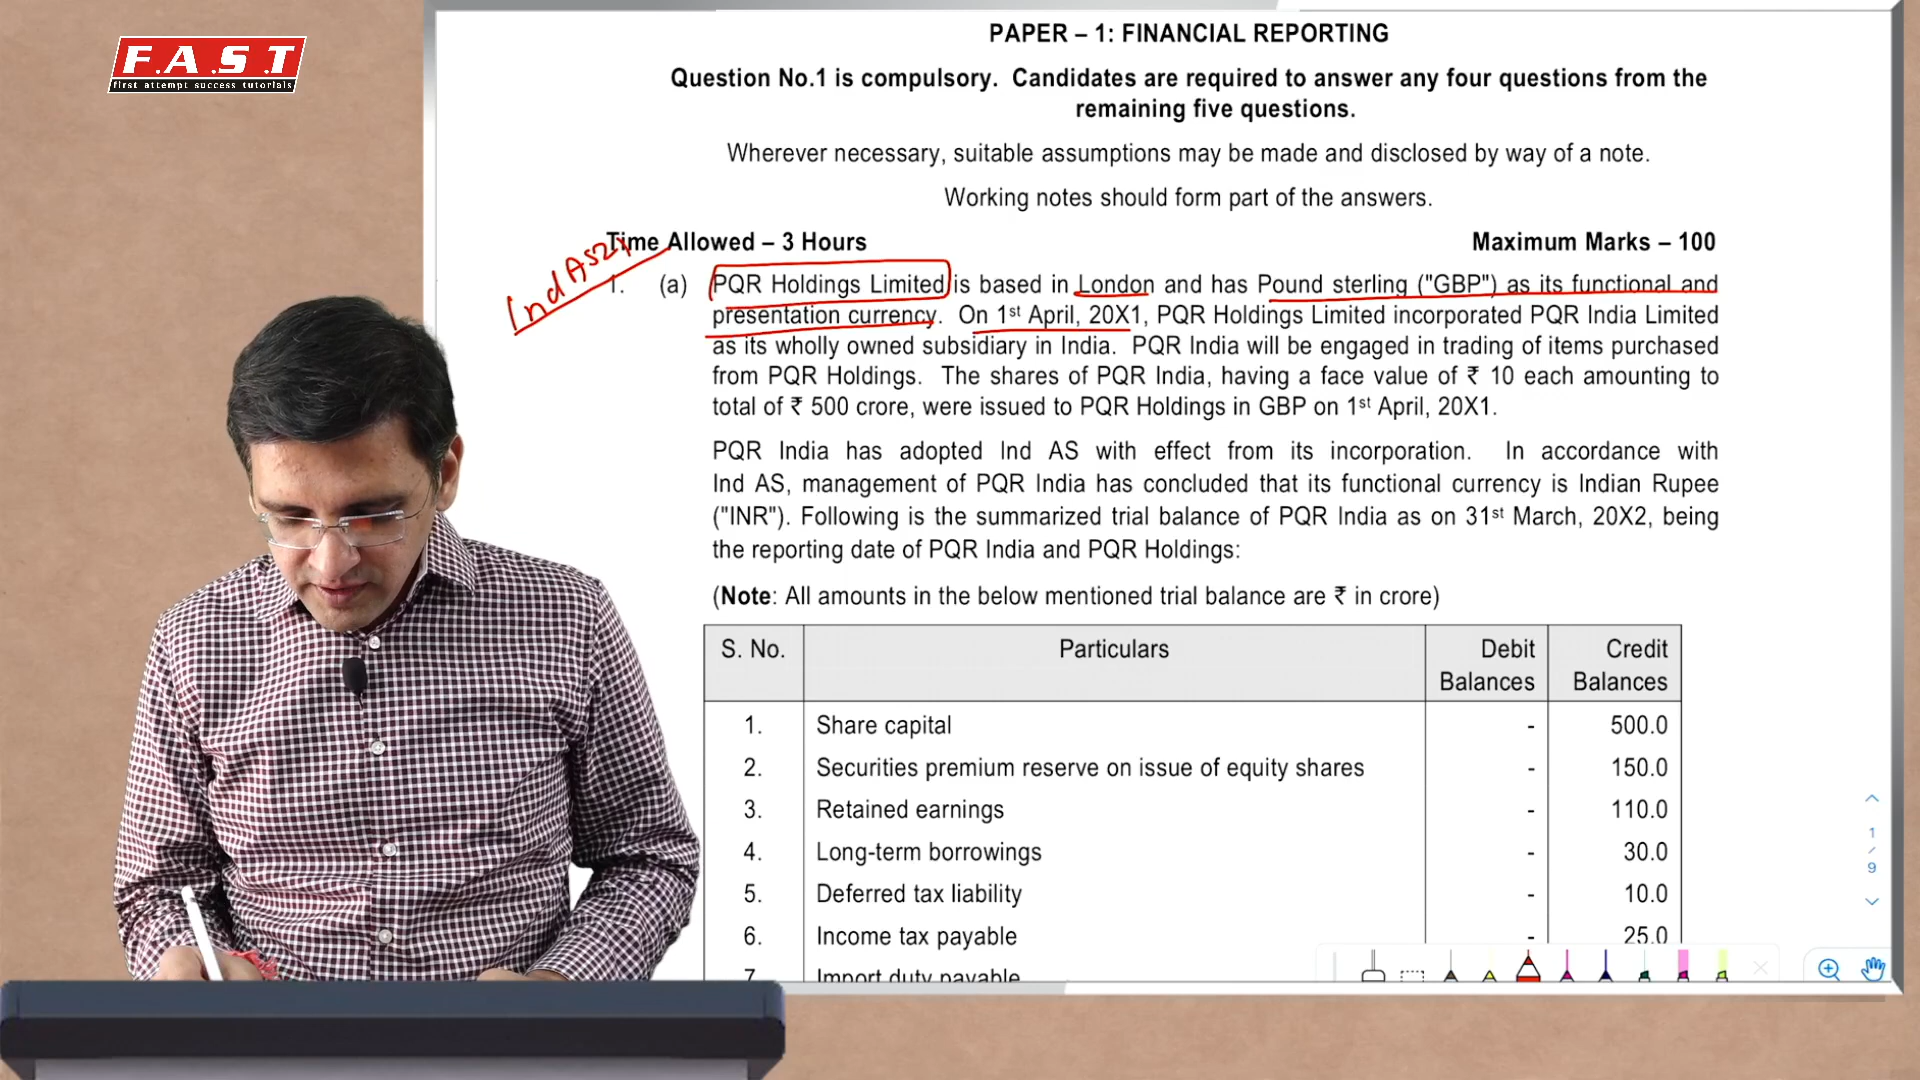 F.A.S.T
first attempt success tutorials
PAPER – 1: FINANCIAL REPORTING
Question No.1 is compulsory. Candidates are required to answer any four questions from the
remaining five questions.
Wherever necessary, suitable assumptions may be made and disclosed by way of a note.
Working notes should form part of the answers.
Time Allowed – 3 Hours Maximum Marks – 100
Ind AS21
1. (a) PQR Holdings Limited is based in London and has Pound sterling ("GBP") as its functional and
presentation currency. On 1st April, 20X1, PQR Holdings Limited incorporated PQR India Limited
as its wholly owned subsidiary in India. PQR India will be engaged in trading of items purchased
from PQR Holdings. The shares of PQR India, having a face value of ₹ 10 each amounting to
total of ₹ 500 crore, were issued to PQR Holdings in GBP on 1st April, 20X1.
PQR India has adopted Ind AS with effect from its incorporation. In accordance with
Ind AS, management of PQR India has concluded that its functional currency is Indian Rupee
("INR"). Following is the summarized trial balance of PQR India as on 31st March, 20X2, being
the reporting date of PQR India and PQR Holdings:
(Note: All amounts in the below mentioned trial balance are ₹ in crore)
S. No. Particulars Debit Balances Credit Balances
1. Share capital - 500.0
2. Securities premium reserve on issue of equity shares - 150.0
3. Retained earnings - 110.0
4. Long-term borrowings - 30.0
5. Deferred tax liability - 10.0
6. Income tax payable - 25.0
7. Import duty payable
1
/
9